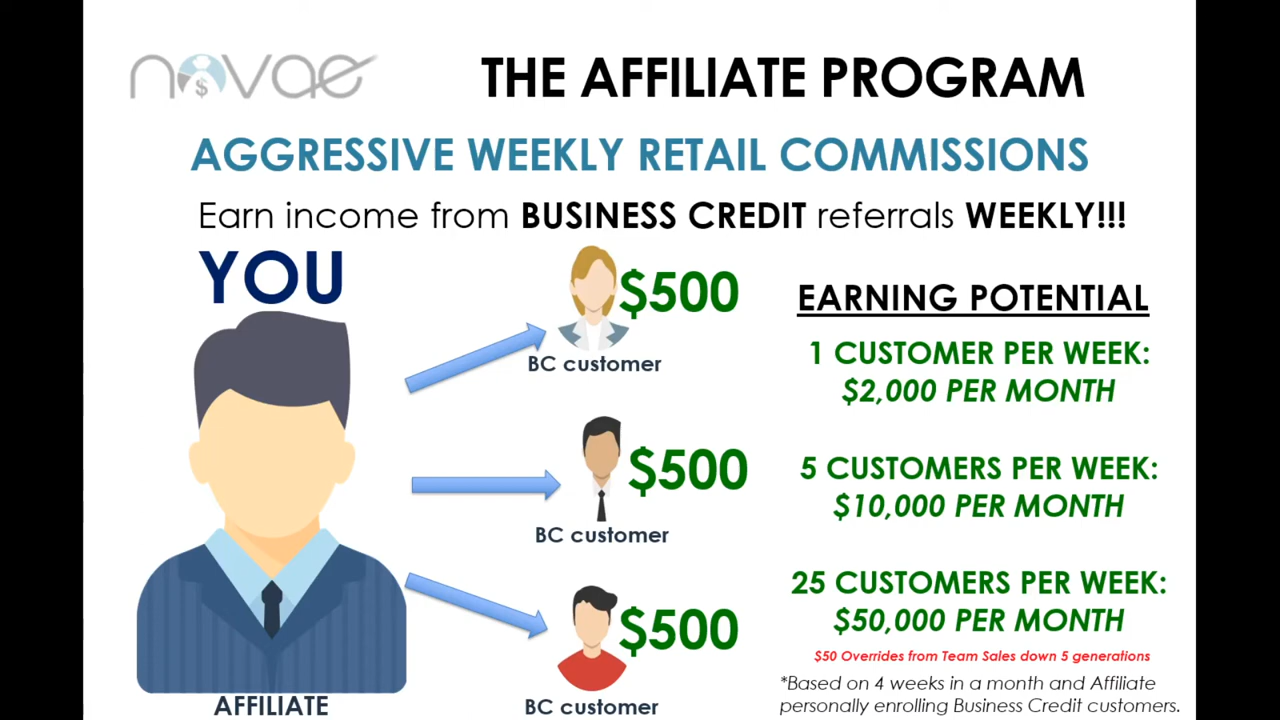 novae
$
THE AFFILIATE PROGRAM
AGGRESSIVE WEEKLY RETAIL COMMISSIONS
Earn income from BUSINESS CREDIT referrals WEEKLY!!!
YOU
AFFILIATE
$500
BC customer
$500
BC customer
$500
BC customer
EARNING POTENTIAL
1 CUSTOMER PER WEEK:
$2,000 PER MONTH
5 CUSTOMERS PER WEEK:
$10,000 PER MONTH
25 CUSTOMERS PER WEEK:
$50,000 PER MONTH
$50 Overrides from Team Sales down 5 generations
*Based on 4 weeks in a month and Affiliate
personally enrolling Business Credit customers.